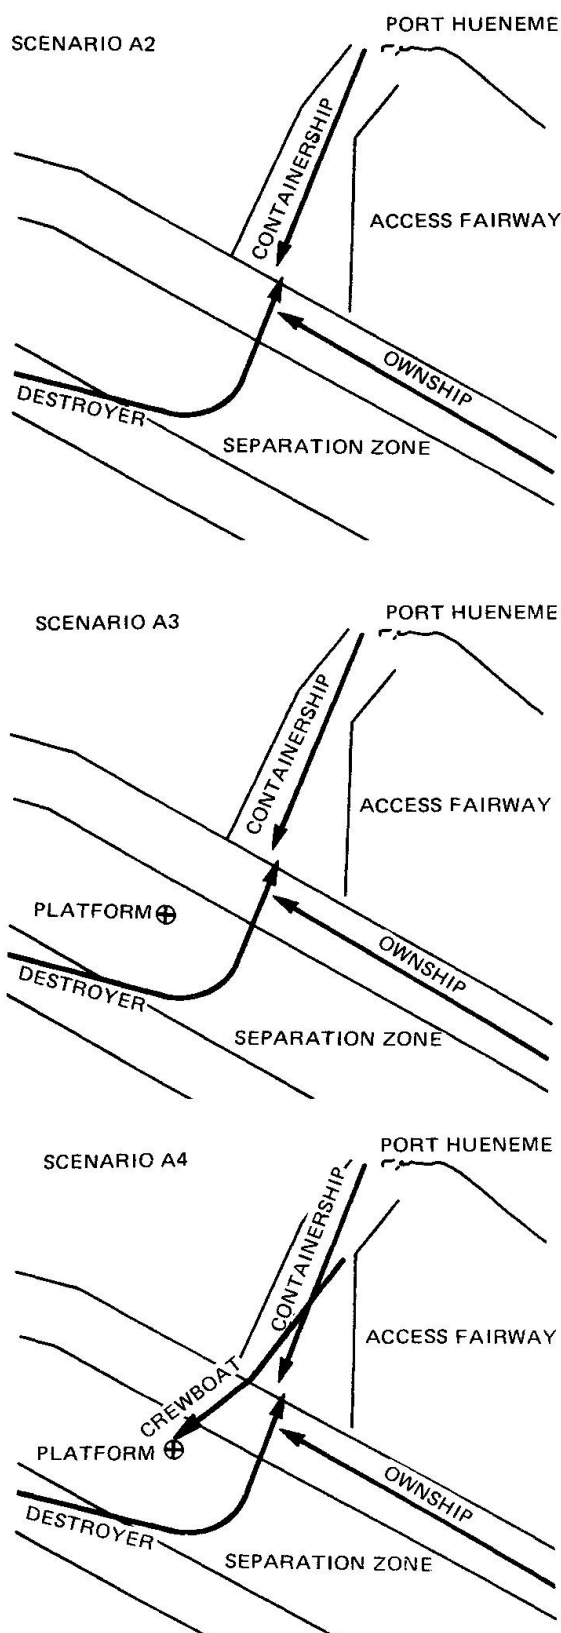 SCENARIO A2
PORT HUENEME
CONTAINERSHIP
ACCESS FAIRWAY
OWNSHIP
DESTROYER
SEPARATION ZONE
SCENARIO A3
PORT HUENEME
CONTAINERSHIP
ACCESS FAIRWAY
PLATFORM
OWNSHIP
DESTROYER
SEPARATION ZONE
SCENARIO A4
PORT HUENEME
CONTAINERSHIP
ACCESS FAIRWAY
CREWBOAT
PLATFORM
OWNSHIP
DESTROYER
SEPARATION ZONE